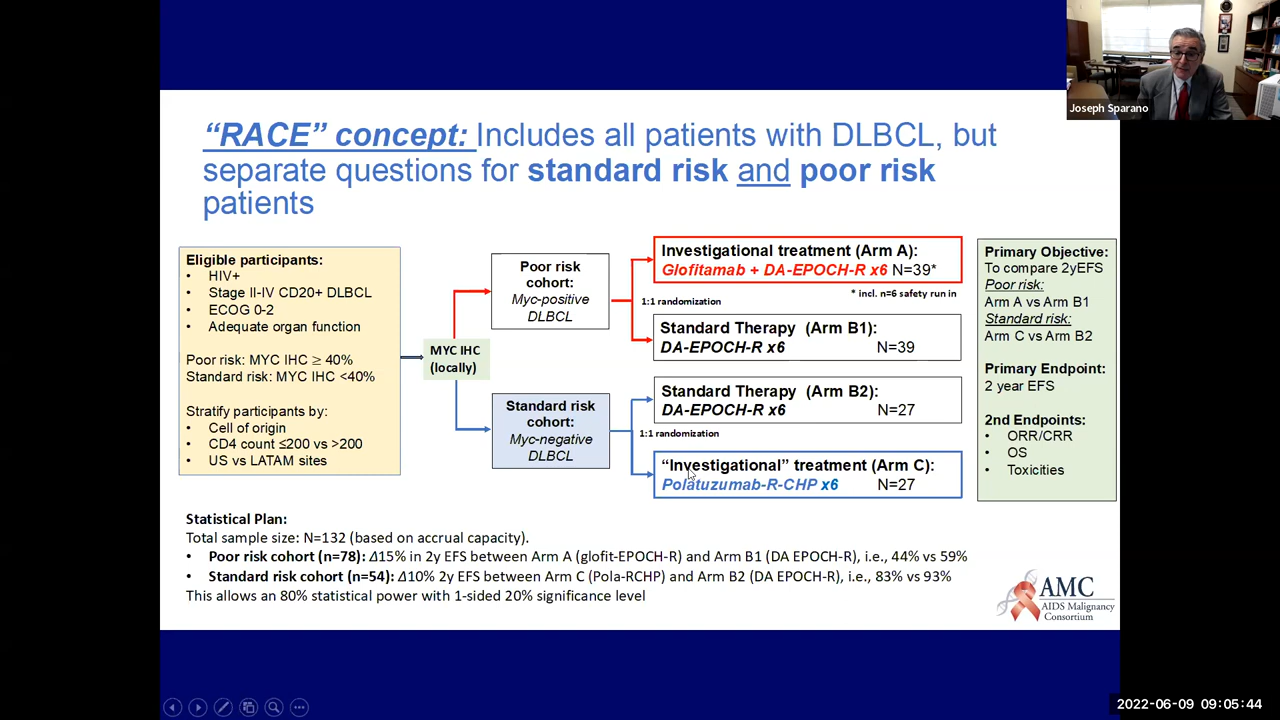 Joseph Sparano
“RACE” concept: Includes all patients with DLBCL, but
separate questions for standard risk and poor risk
patients
Eligible participants:
• HIV+
• Stage II-IV CD20+ DLBCL
• ECOG 0-2
• Adequate organ function
Poor risk: MYC IHC ≥ 40%
Standard risk: MYC IHC <40%
Stratify participants by:
• Cell of origin
• CD4 count ≤200 vs >200
• US vs LATAM sites
MYC IHC
(locally)
Poor risk
cohort:
Myc-positive
DLBCL
Standard risk
cohort:
Myc-negative
DLBCL
1:1 randomization
1:1 randomization
Investigational treatment (Arm A):
Glofitamab + DA-EPOCH-R x6 N=39*
* incl. n=6 safety run in
Standard Therapy (Arm B1):
DA-EPOCH-R x6 N=39
Standard Therapy (Arm B2):
DA-EPOCH-R x6 N=27
“Investigational” treatment (Arm C):
Polatuzumab-R-CHP x6 N=27
Primary Objective:
To compare 2yEFS
Poor risk:
Arm A vs Arm B1
Standard risk:
Arm C vs Arm B2
Primary Endpoint:
2 year EFS
2nd Endpoints:
• ORR/CRR
• OS
• Toxicities
Statistical Plan:
Total sample size: N=132 (based on accrual capacity).
• Poor risk cohort (n=78): Δ15% in 2y EFS between Arm A (glofit-EPOCH-R) and Arm B1 (DA EPOCH-R), i.e., 44% vs 59%
• Standard risk cohort (n=54): Δ10% 2y EFS between Arm C (Pola-RCHP) and Arm B2 (DA EPOCH-R), i.e., 83% vs 93%
This allows an 80% statistical power with 1-sided 20% significance level
AMC
AIDS Malignancy
Consortium
2022-06-09 09:05:44